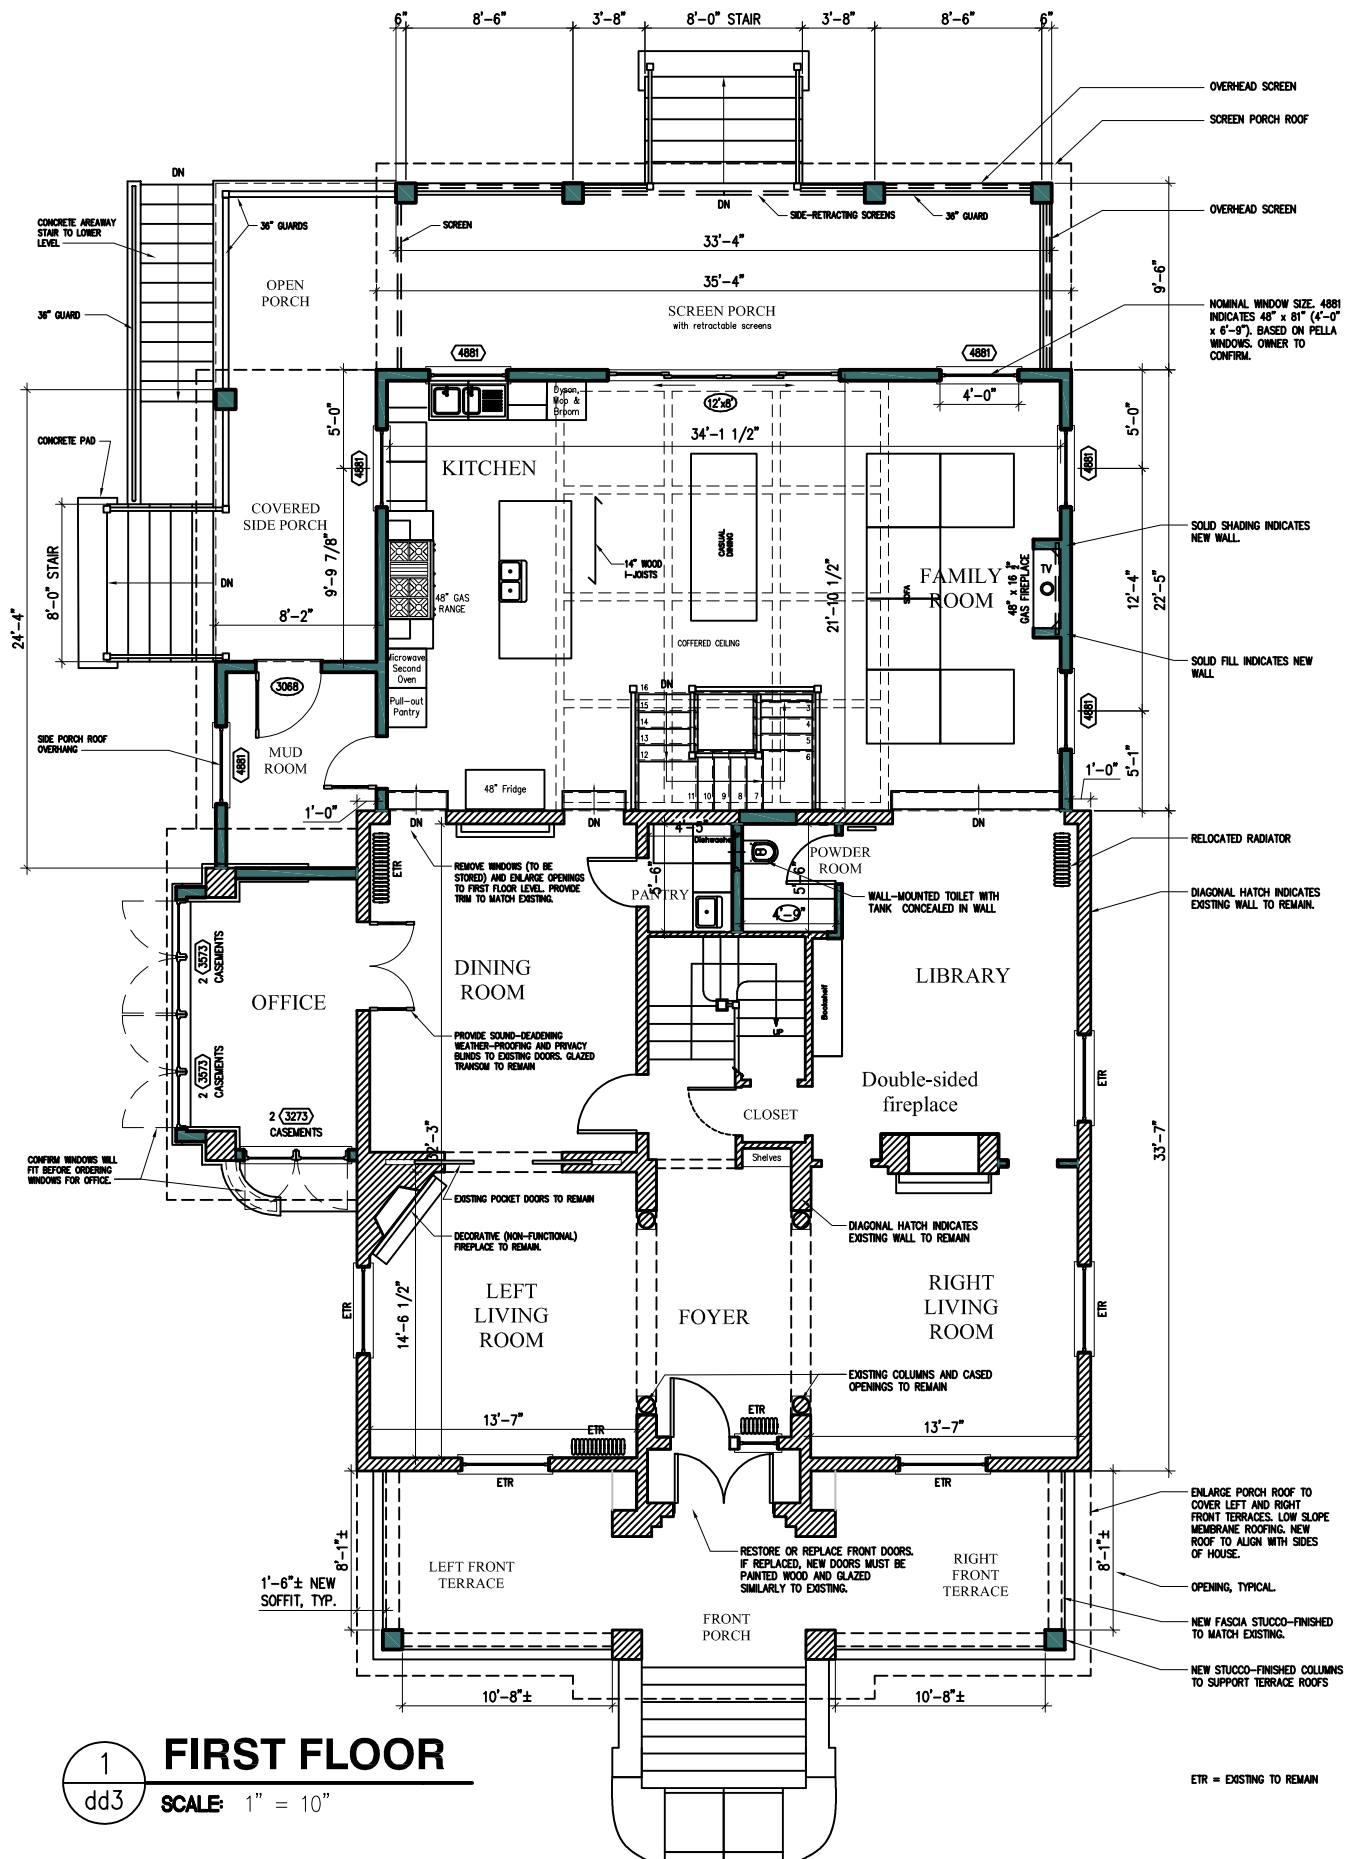 6"
8'-6"
3'-8"
8'-0" STAIR
3'-8"
8'-6"
6"
DN
OVERHEAD SCREEN
SCREEN PORCH ROOF
DN
DN
CONCRETE AREAWAY
STAIR TO LOWER
LEVEL
36" GUARDS
SCREEN
SIDE-RETRACTING SCREENS
36" GUARD
OVERHEAD SCREEN
33'-4"
35'-4"
9'-6"
OPEN
PORCH
36" GUARD
SCREEN PORCH
with retractable screens
NOMINAL WINDOW SIZE. 4881
INDICATES 48" x 81" (4'-0"
x 6'-9"). BASED ON PELLA
WINDOWS. OWNER TO
CONFIRM.
4881
4881
Dyson,
Mop &
Broom
12'x8'
4'-0"
5'-0"
5'-0"
34'-1 1/2"
CONCRETE PAD
4881
KITCHEN
4881
COVERED
SIDE PORCH
CASUAL
DINING
SOLID SHADING INDICATES
NEW WALL.
14" WOOD
I-JOISTS
8'-0" STAIR
24'-4"
DN
9'-9 7/8"
48" GAS
RANGE
21'-10 1/2"
SOFA
FAMILY
ROOM
48" x 16 1/2"
GAS FIREPLACE
TV
12'-4"
22'-5"
8'-2"
COFFERED CEILING
Microwave
Second
Oven
Pull-out
Pantry
SOLID FILL INDICATES NEW
WALL
3068
DN
16
15
14
13
12
11
10
9
8
7
6
5
4
3
4881
SIDE PORCH ROOF
OVERHANG
MUD
ROOM
4881
48" Fridge
1'-0"
1'-0"
5'-1"
DN
DN
DN
4'-5"
Dishwasher
ETR
REMOVE WINDOWS (TO BE
STORED) AND ENLARGE OPENINGS
TO FIRST FLOOR LEVEL. PROVIDE
TRIM TO MATCH EXISTING.
5'-6"
PANTRY
5'-6"
POWDER
ROOM
4'-9"
WALL-MOUNTED TOILET WITH
TANK CONCEALED IN WALL
RELOCATED RADIATOR
DIAGONAL HATCH INDICATES
EXISTING WALL TO REMAIN.
2 3573
CASEMENTS
OFFICE
DINING
ROOM
LIBRARY
Bookshelf
UP
PROVIDE SOUND-DEADENING
WEATHER-PROOFING AND PRIVACY
BLINDS TO EXISTING DOORS. GLAZED
TRANSOM TO REMAIN
2 3573
CASEMENTS
2 3273
CASEMENTS
Double-sided
fireplace
ETR
CLOSET
Shelves
32'-3"
33'-7"
CONFIRM WINDOWS WILL
FIT BEFORE ORDERING
WINDOWS FOR OFFICE.
EXISTING POCKET DOORS TO REMAIN
DECORATIVE (NON-FUNCTIONAL)
FIREPLACE TO REMAIN.
DIAGONAL HATCH INDICATES
EXISTING WALL TO REMAIN
ETR
14'-6 1/2"
LEFT
LIVING
ROOM
FOYER
RIGHT
LIVING
ROOM
ETR
EXISTING COLUMNS AND CASED
OPENINGS TO REMAIN
13'-7"
ETR
ETR
13'-7"
ETR
ETR
ENLARGE PORCH ROOF TO
COVER LEFT AND RIGHT
FRONT TERRACES. LOW SLOPE
MEMBRANE ROOFING. NEW
ROOF TO ALIGN WITH SIDES
OF HOUSE.
8'-1"±
8'-1"±
RESTORE OR REPLACE FRONT DOORS.
IF REPLACED, NEW DOORS MUST BE
PAINTED WOOD AND GLAZED
SIMILARLY TO EXISTING.
LEFT FRONT
TERRACE
RIGHT
FRONT
TERRACE
OPENING, TYPICAL.
1'-6"± NEW
SOFFIT, TYP.
FRONT
PORCH
NEW FASCIA STUCCO-FINISHED
TO MATCH EXISTING.
NEW STUCCO-FINISHED COLUMNS
TO SUPPORT TERRACE ROOFS
10'-8"±
10'-8"±
1
dd3
FIRST FLOOR
SCALE: 1" = 10"
ETR = EXISTING TO REMAIN